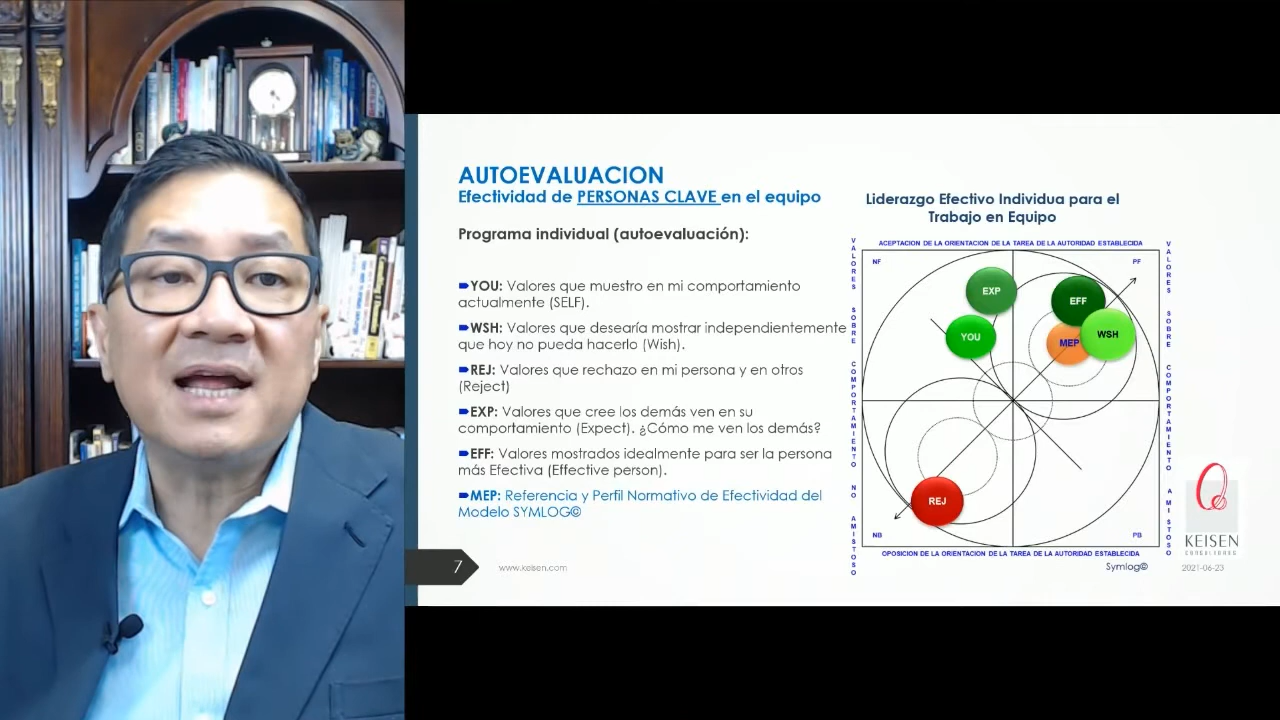 AUTOEVALUACION
Efectividad de PERSONAS CLAVE en el equipo
Programa individual (autoevaluación):
YOU: Valores que muestro en mi comportamiento
actualmente (SELF).
WSH: Valores que desearía mostrar independientemente
que hoy no pueda hacerlo (Wish).
REJ: Valores que rechazo en mi persona y en otros
(Reject)
EXP: Valores que cree los demás ven en su
comportamiento (Expect). ¿Cómo me ven los demás?
EFF: Valores mostrados idealmente para ser la persona
más Efectiva (Effective person).
MEP: Referencia y Perfil Normativo de Efectividad del
Modelo SYMLOG©
7
www.keisen.com
Liderazgo Efectivo Individua para el
Trabajo en Equipo
ACEPTACION DE LA ORIENTACION DE LA TAREA DE LA AUTORIDAD ESTABLECIDA
VALORES SOBRE COMPORTAMIENTO NO AMISTOSO
NF
PF
EXP
EFF
YOU
MEP
WSH
REJ
NB
PB
VALORES SOBRE COMPORTAMIENTO AMISTOSO
OPOSICION DE LA ORIENTACION DE LA TAREA DE LA AUTORIDAD ESTABLECIDA
Symlog©
KEISEN
CONSULTORES
2021-06-23